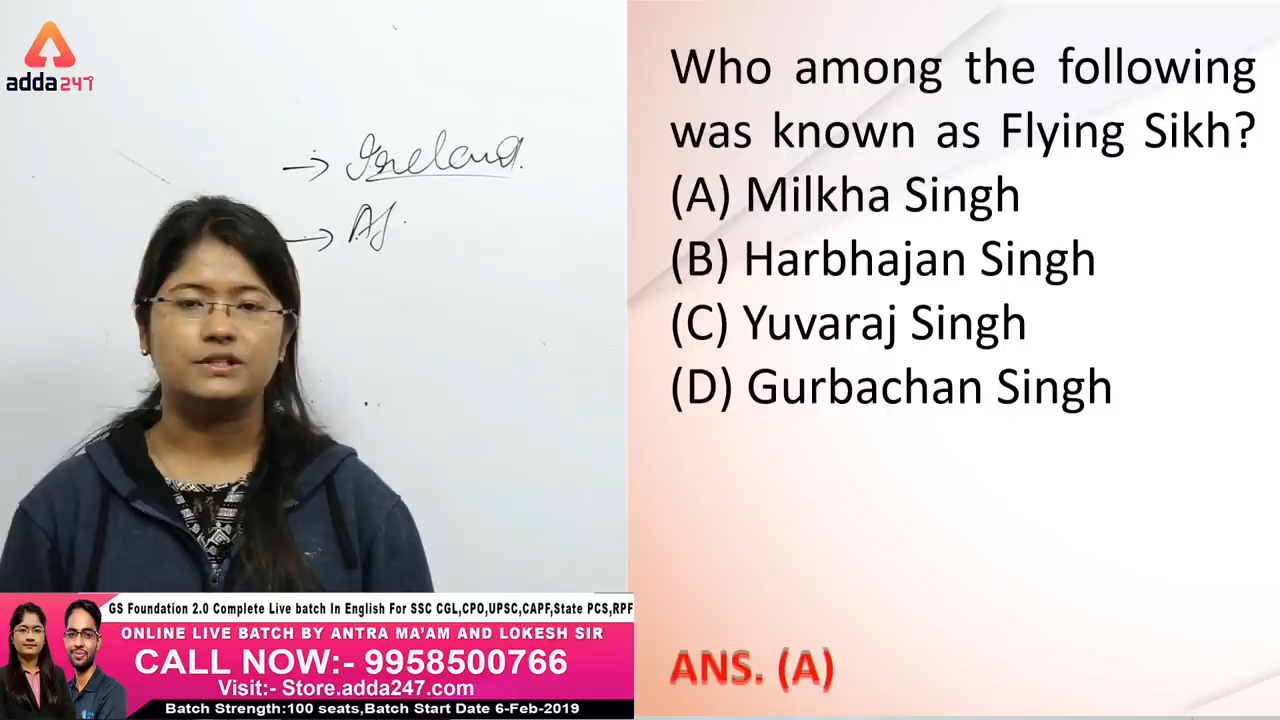 adda247
Ireland.
Af.
Who among the following
was known as Flying Sikh?
(A) Milkha Singh
(B) Harbhajan Singh
(C) Yuvaraj Singh
(D) Gurbachan Singh
ANS. (A)
GS Foundation 2.0 Complete Live batch In English For SSC CGL,CPO,UPSC,CAPF,State PCS,RPF
ONLINE LIVE BATCH BY ANTRA MA'AM AND LOKESH SIR
CALL NOW:- 9958500766
Visit:- Store.adda247.com
Batch Strength:100 seats,Batch Start Date 6-Feb-2019